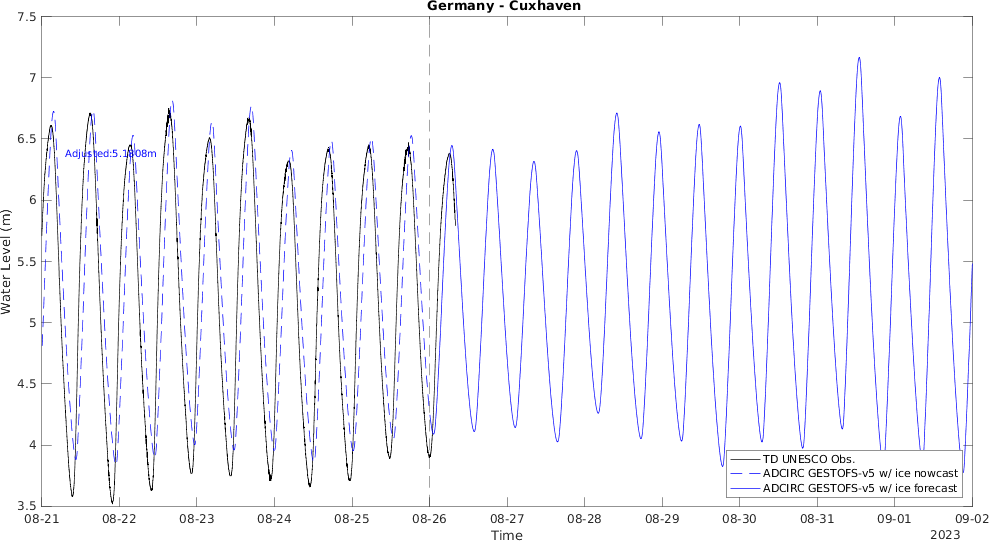 Germany - Cuxhaven
7.5
7
6.5
6
5.5
5
4.5
4
3.5
Water Level (m)
Adjusted:5.1808m
TD UNESCO Obs.
ADCIRC GESTOFS-v5 w/ ice nowcast
ADCIRC GESTOFS-v5 w/ ice forecast
08-21 08-22 08-23 08-24 08-25 08-26 08-27 08-28 08-29 08-30 08-31 09-01 09-02
Time
2023